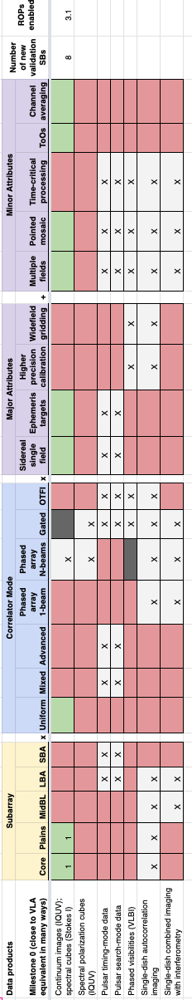 Data products Subarray Correlator Mode Major Attributes Minor Attributes Number of new validation SBs ROPs enabled
Milestone 0 (close to VLA equivalent in many ways) Core Plains MidBL LBA SBA x Uniform Mixed Advanced Phased array 1-beam Phased array N-beams Gated OTFI x Sidereal single field Ephemeris targets Higher precision calibration Widefield gridding + Multiple fields Pointed mosaic Time-critical processing ToOs Channel averaging
Continuum images (IQUV); spectral cubes (Stokes I) 1 1 X 8 3.1
Spectral polarization cubes (IQUV) X X
Pulsar timing-mode data X X X X X X X X X X X
Pulsar search-mode data X X X X X X X X X X X
Phased visibilities (VLBI) X X X X X X X
Single-dish autocorrelation imaging X X X X X X X X X X X X X
Single-dish combined imaging with interferometry X X X X X X X X